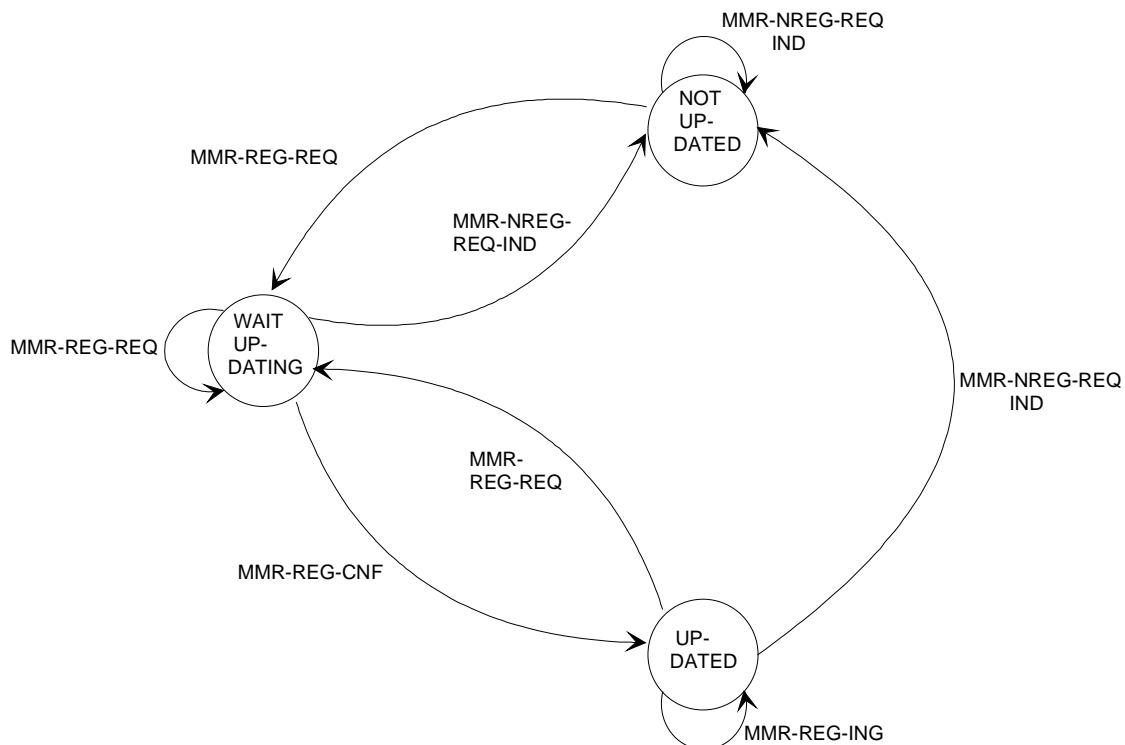 MMR-NREG-REQ
IND
NOT
UP-
DATED
MMR-REG-REQ
MMR-NREG-
REQ-IND
WAIT
UP-
DATING
MMR-REG-REQ
MMR-NREG-REQ
IND
MMR-
REG-REQ
MMR-REG-CNF
UP-
DATED
MMR-REG-ING